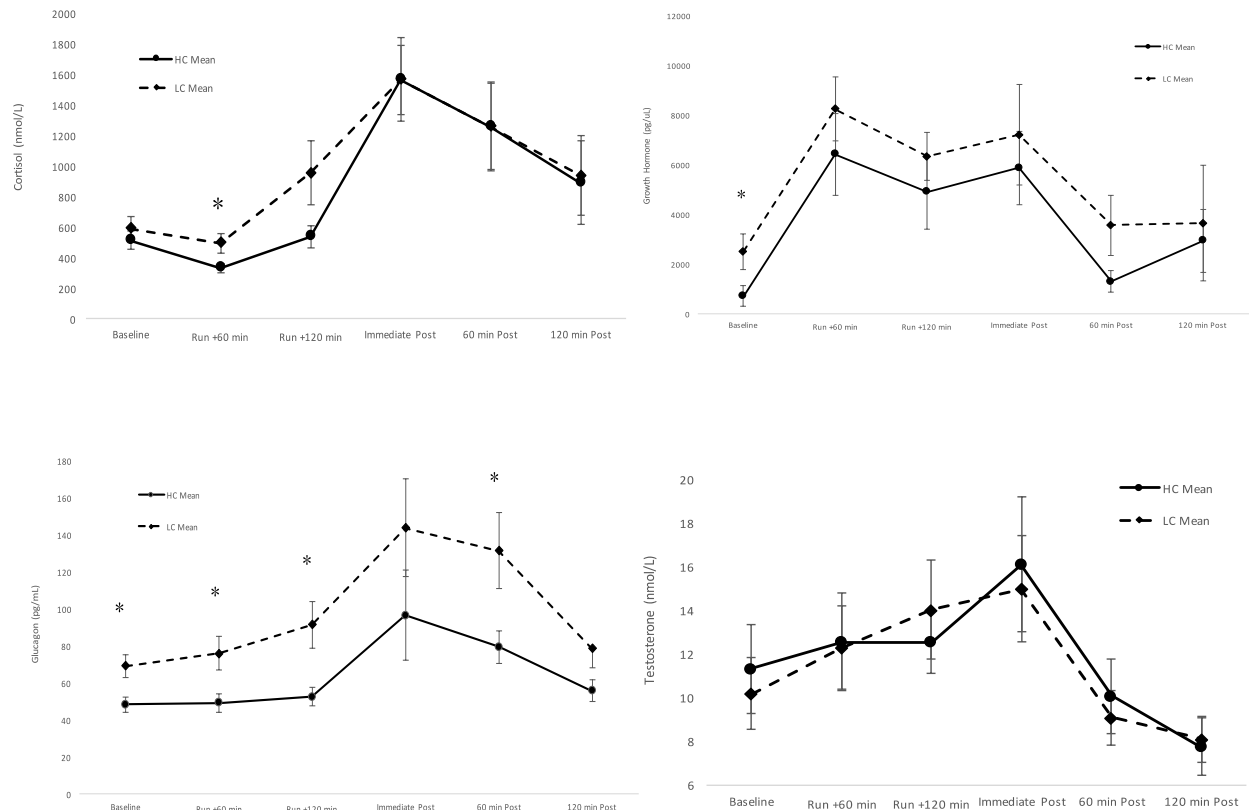 2000
1800
1600
1400
1200
1000
800
600
400
200
0
Cortisol (nmol/L)
HC Mean
LC Mean
*
Baseline Run +60 min Run +120 min Immediate Post 60 min Post 120 min Post
12000
10000
8000
6000
4000
2000
0
Growth Hormone (pg/uL)
HC Mean
LC Mean
*
Baseline Run +60 min Run +120 min Immediate Post 60 min Post 120 min Post
180
160
140
120
100
80
60
40
20
0
Glucagon (pg/mL)
HC Mean
LC Mean
* * * *
Baseline Run +60 min Run +120 min Immediate Post 60 min Post 120 min Post
20
18
16
14
12
10
8
6
Testosterone (nmol/L)
HC Mean
LC Mean
Baseline Run +60 min Run +120 min Immediate Post 60 min Post 120 min Post